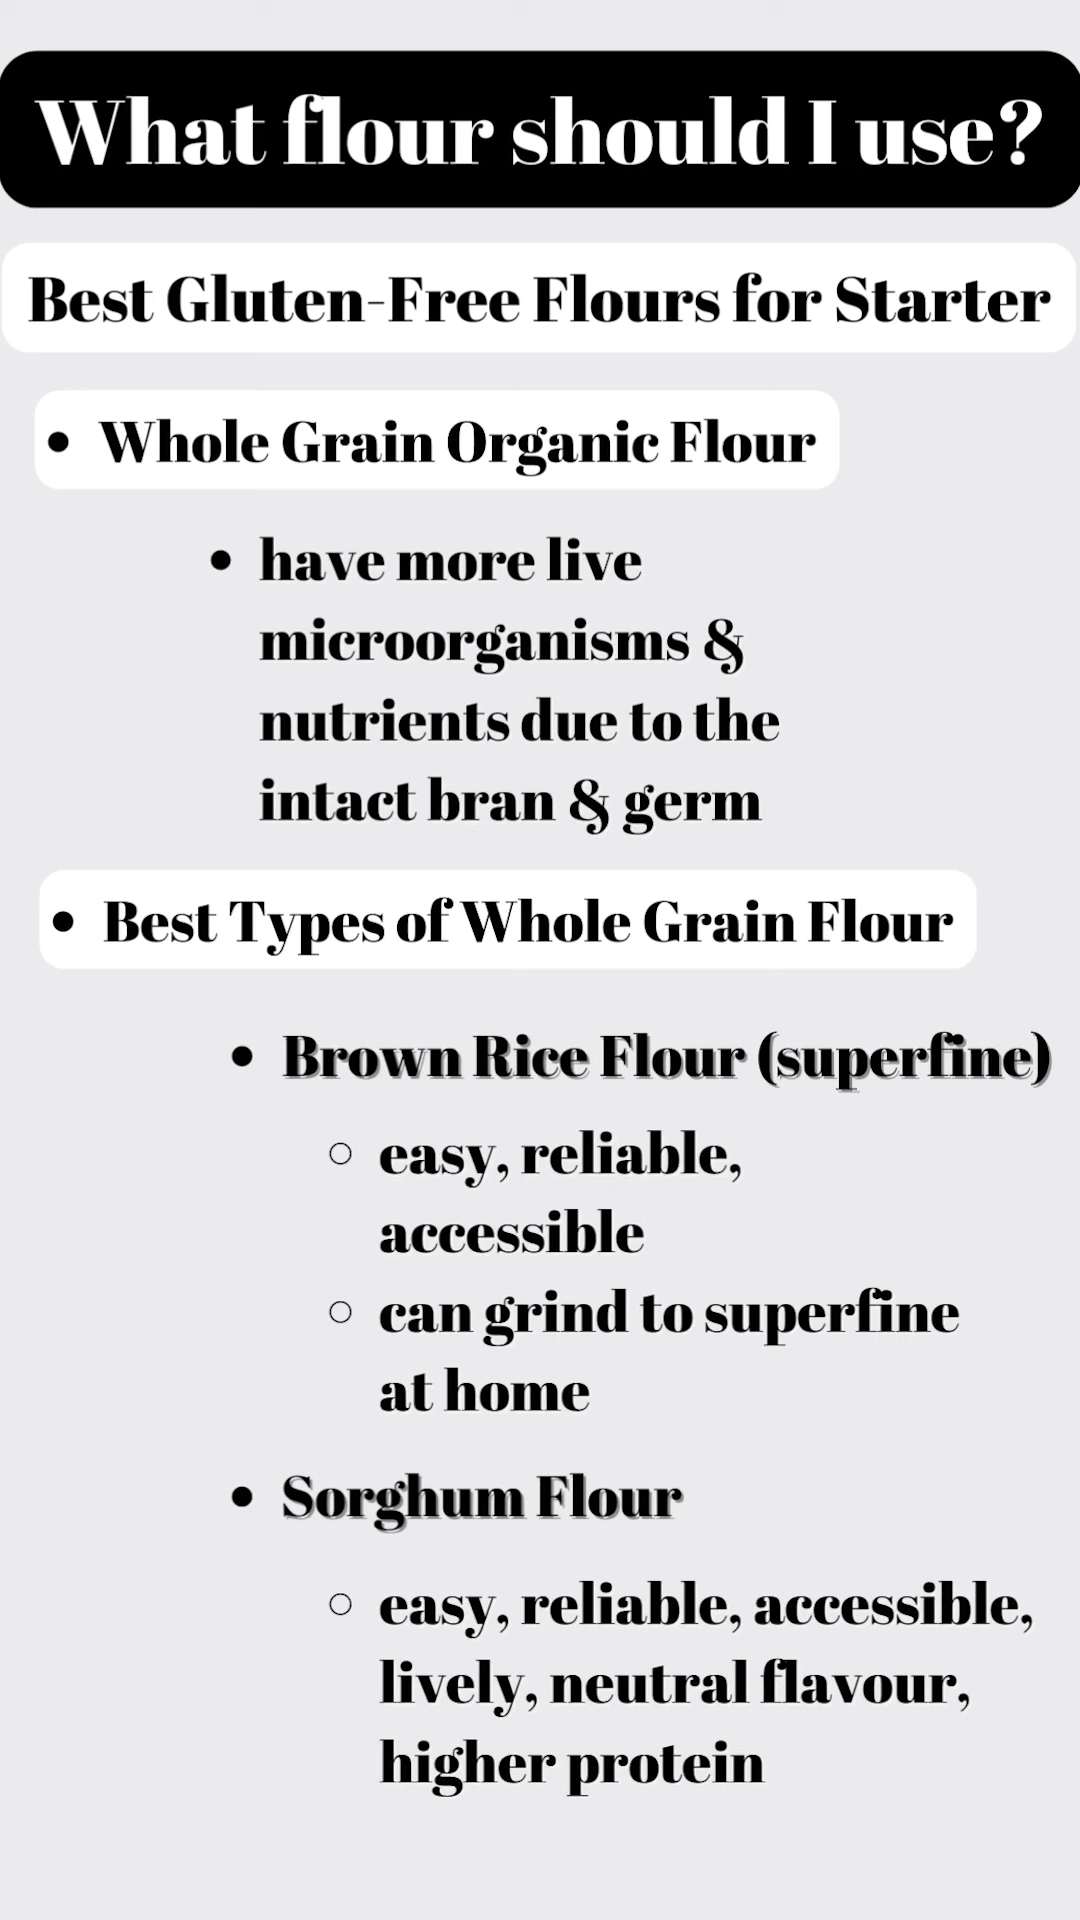 What flour should I use?
Best Gluten-Free Flours for Starter
• Whole Grain Organic Flour
• have more live
microorganisms &
nutrients due to the
intact bran & germ
• Best Types of Whole Grain Flour
• Brown Rice Flour (superfine)
○ easy, reliable,
accessible
○ can grind to superfine
at home
• Sorghum Flour
○ easy, reliable, accessible,
lively, neutral flavour,
higher protein